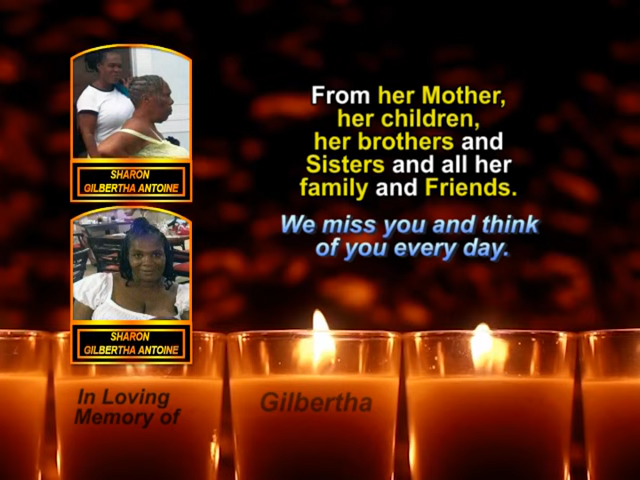 SHARON
GILBERTHA ANTOINE
SHARON
GILBERTHA ANTOINE
From her Mother,
her children,
her brothers and
Sisters and all her
family and Friends.
We miss you and think
of you every day.
In Loving
Memory of
Gilbertha